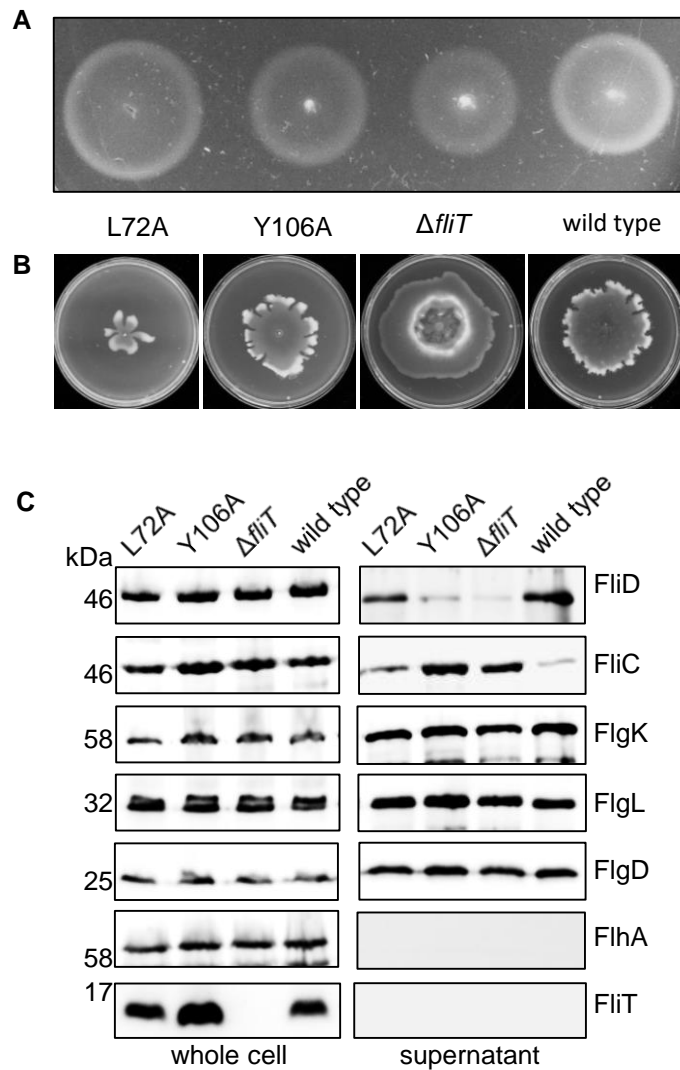 A
L72A Y106A ΔfliT wild type
B
C
L72A Y106A ΔfliT wild type L72A Y106A ΔfliT wild type
kDa
46 FliD
46 FliC
58 FlgK
32 FlgL
25 FlgD
58 FlhA
17 FliT
whole cell supernatant